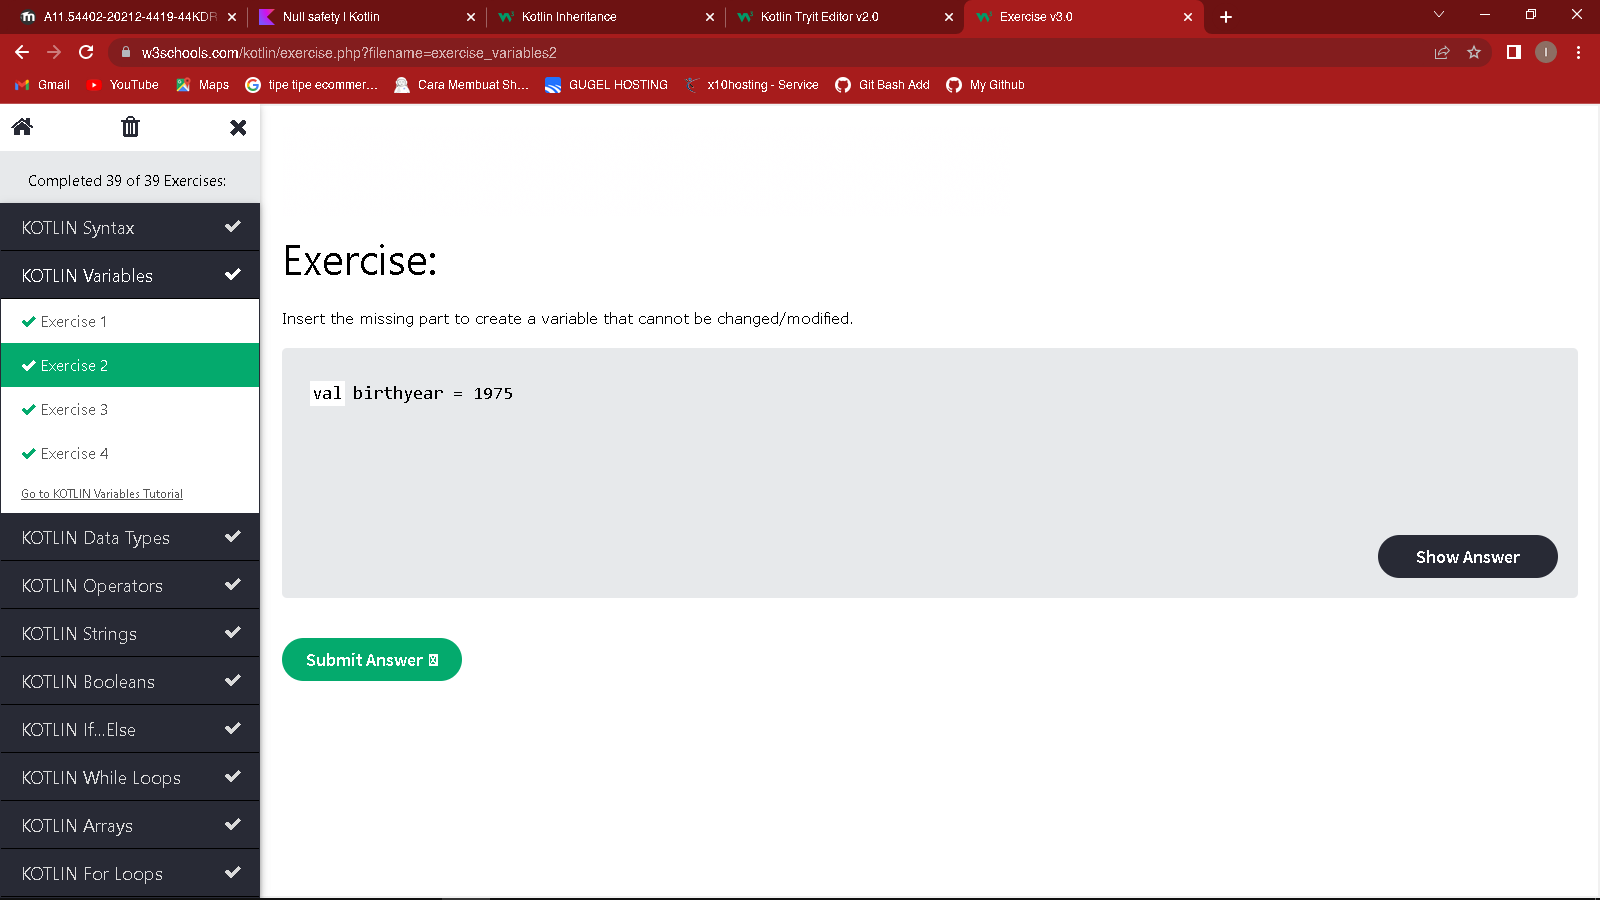 A11.54402-20212-4419-44KDR
Null safety | Kotlin
Kotlin Inheritance
Kotlin Tryit Editor v2.0
Exercise v3.0
w3schools.com/kotlin/exercise.php?filename=exercise_variables2
I
Gmail
YouTube
Maps
tipe tipe ecommer...
Cara Membuat Sh...
GUGEL HOSTING
x10hosting - Service
Git Bash Add
My Github
Completed 39 of 39 Exercises:
KOTLIN Syntax
KOTLIN Variables
Exercise 1
Exercise 2
Exercise 3
Exercise 4
Go to KOTLIN Variables Tutorial
KOTLIN Data Types
KOTLIN Operators
KOTLIN Strings
KOTLIN Booleans
KOTLIN If...Else
KOTLIN While Loops
KOTLIN Arrays
KOTLIN For Loops
Exercise:
Insert the missing part to create a variable that cannot be changed/modified.
val birthyear = 1975
Show Answer
Submit Answer